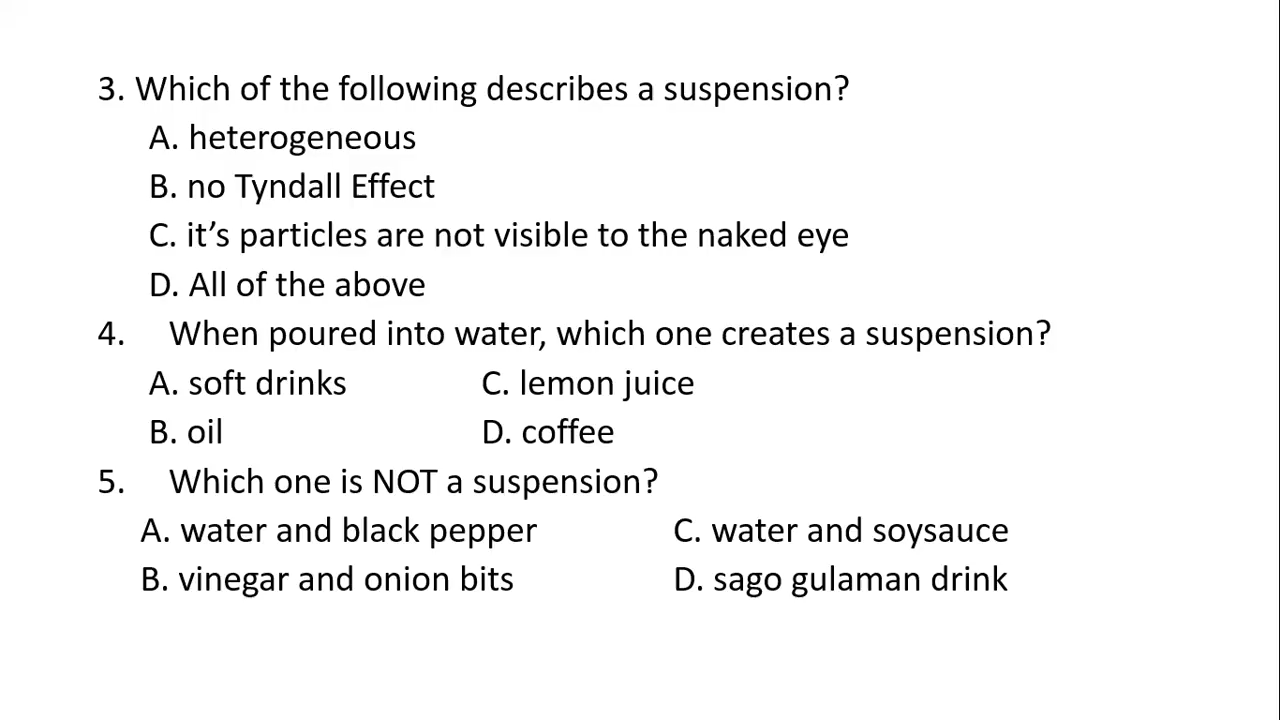 3. Which of the following describes a suspension?
A. heterogeneous
B. no Tyndall Effect
C. it’s particles are not visible to the naked eye
D. All of the above
4. When poured into water, which one creates a suspension?
A. soft drinks C. lemon juice
B. oil D. coffee
5. Which one is NOT a suspension?
A. water and black pepper C. water and soysauce
B. vinegar and onion bits D. sago gulaman drink